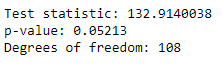 Test statistic: 132.9140038
p-value: 0.05213
Degrees of freedom: 108